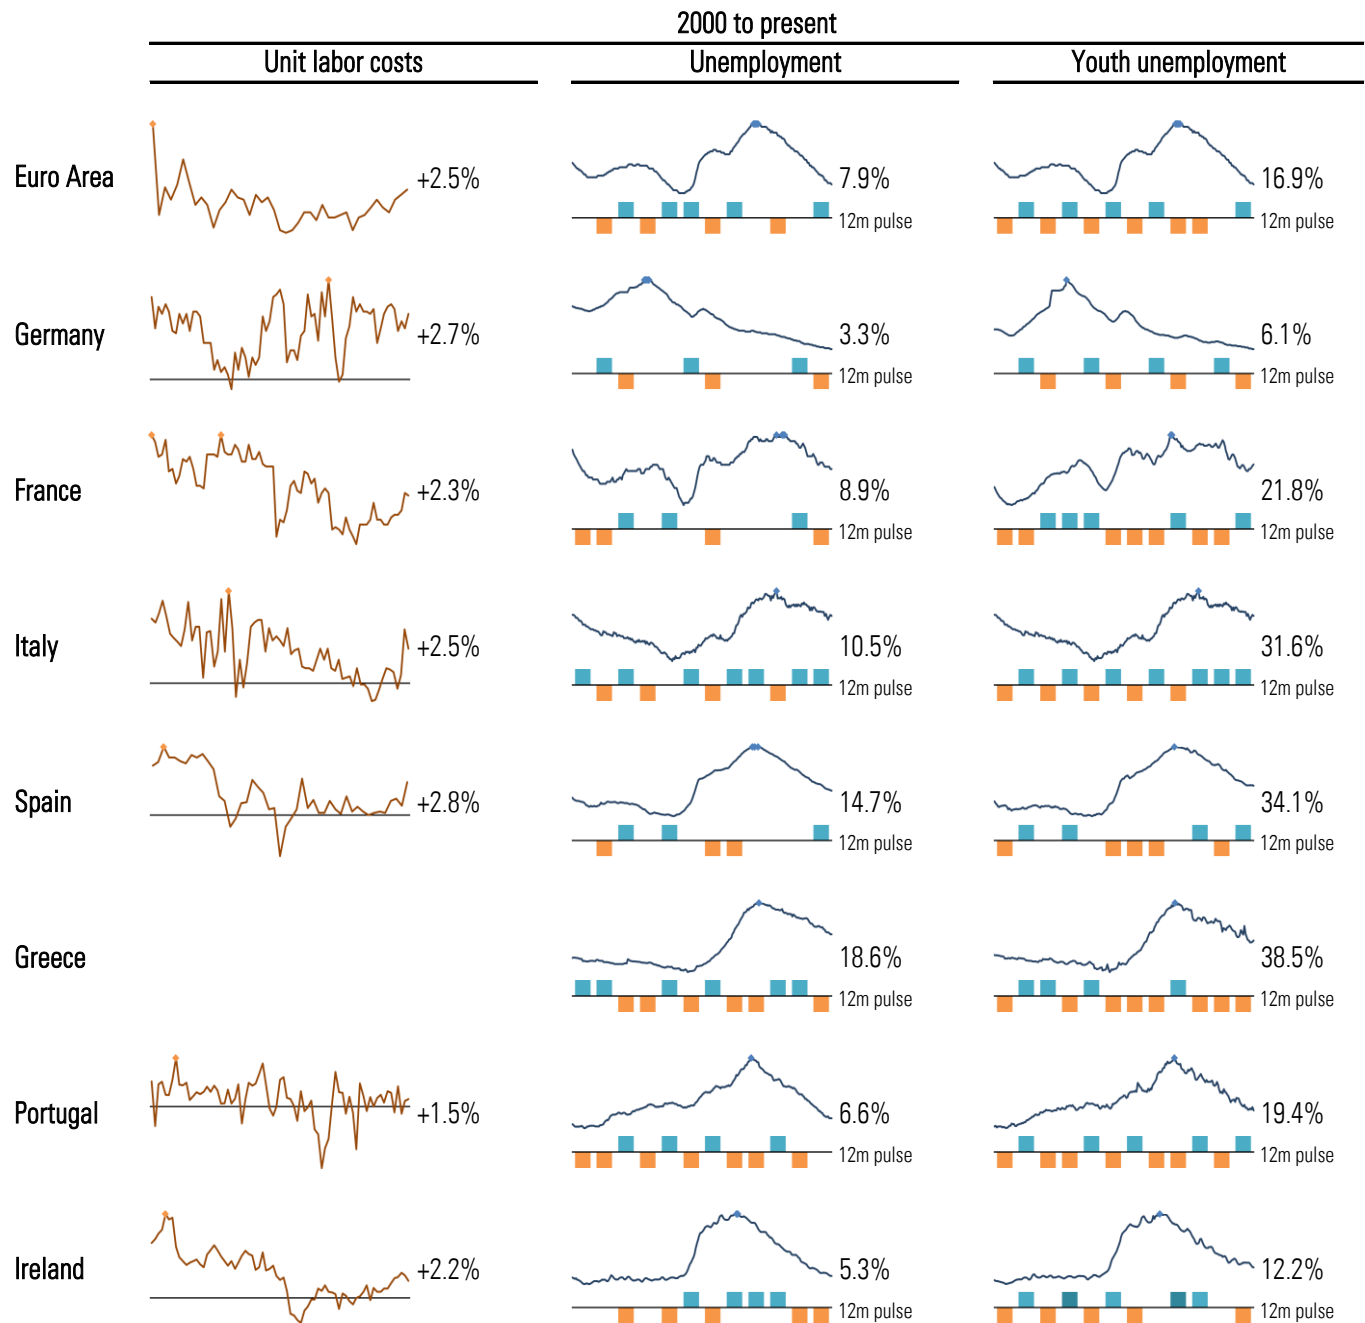 2000 to present
Unit labor costs Unemployment Youth unemployment
Euro Area +2.5% 7.9% 16.9%
12m pulse 12m pulse
Germany +2.7% 3.3% 6.1%
12m pulse 12m pulse
France +2.3% 8.9% 21.8%
12m pulse 12m pulse
Italy +2.5% 10.5% 31.6%
12m pulse 12m pulse
Spain +2.8% 14.7% 34.1%
12m pulse 12m pulse
Greece 18.6% 38.5%
12m pulse 12m pulse
Portugal +1.5% 6.6% 19.4%
12m pulse 12m pulse
Ireland +2.2% 5.3% 12.2%
12m pulse 12m pulse